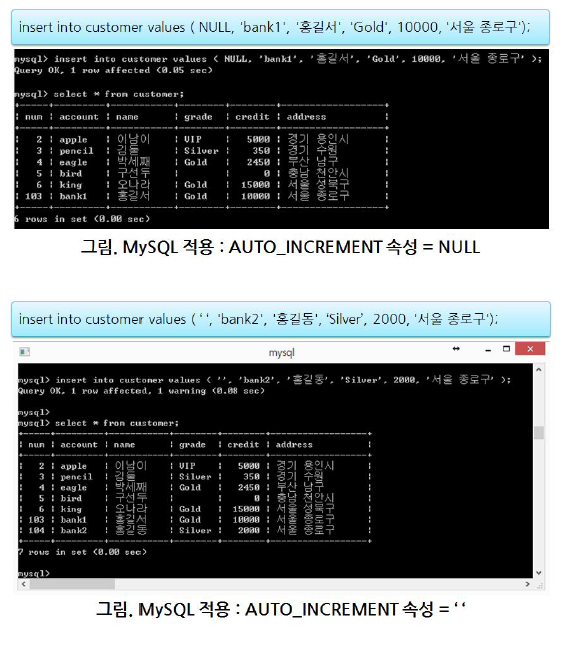 insert into customer values ( NULL, 'bank1', '홍길서', 'Gold', 10000, '서울 종로구');
mysql> insert into customer values ( NULL, 'bank1', '홍길서', 'Gold', 10000, '서울 종로구' );
Query OK, 1 row affected (0.05 sec)
mysql> select * from customer;
+-----+---------+--------+--------+--------+-------------+
| num | account | name | grade | credit | address |
+-----+---------+--------+--------+--------+-------------+
| 2 | apple | 이남이 | VIP | 5000 | 경기 용인시 |
| 3 | pencil | 김둘 | Silver | 350 | 경기 수원 |
| 4 | eagle | 박세째 | Gold | 2450 | 부산 남구 |
| 5 | bird | 구선두 | | 0 | 충남 천안시 |
| 6 | king | 오나라 | Gold | 15000 | 서울 성북구 |
| 103 | bank1 | 홍길서 | Gold | 10000 | 서울 종로구 |
+-----+---------+--------+--------+--------+-------------+
6 rows in set (0.00 sec)
그림. MySQL 적용 : AUTO_INCREMENT 속성 = NULL
insert into customer values ( ‘ ‘, 'bank2', '홍길동', ‘Silver’, 2000, '서울 종로구');
mysql
mysql> insert into customer values ( '', 'bank2', '홍길동', 'Silver', 2000, '서울 종로구' );
Query OK, 1 row affected, 1 warning (0.08 sec)
mysql>
mysql> select * from customer;
+-----+---------+--------+--------+--------+-------------+
| num | account | name | grade | credit | address |
+-----+---------+--------+--------+--------+-------------+
| 2 | apple | 이남이 | VIP | 5000 | 경기 용인시 |
| 3 | pencil | 김둘 | Silver | 350 | 경기 수원 |
| 4 | eagle | 박세째 | Gold | 2450 | 부산 남구 |
| 5 | bird | 구선두 | | 0 | 충남 천안시 |
| 6 | king | 오나라 | Gold | 15000 | 서울 성북구 |
| 103 | bank1 | 홍길서 | Gold | 10000 | 서울 종로구 |
| 104 | bank2 | 홍길동 | Silver | 2000 | 서울 종로구 |
+-----+---------+--------+--------+--------+-------------+
7 rows in set (0.00 sec)
mysql>
그림. MySQL 적용 : AUTO_INCREMENT 속성 = ‘ ‘